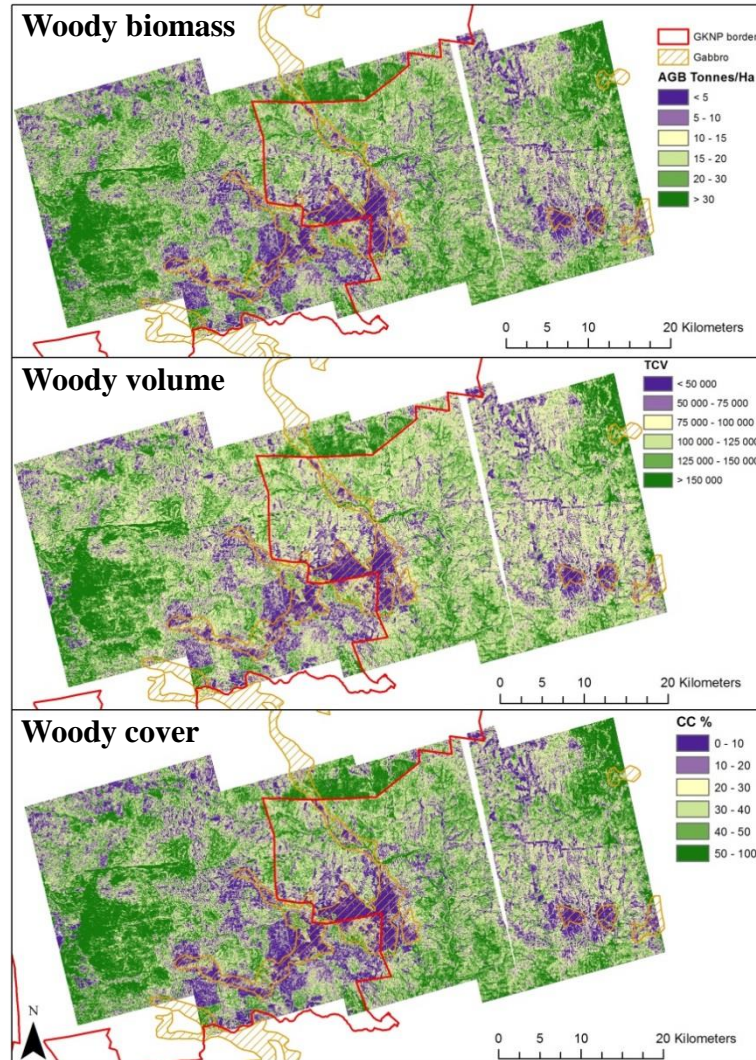 Woody biomass
GKNP border
Gabbro
AGB Tonnes/Ha
< 5
5 - 10
10 - 15
15 - 20
20 - 30
> 30
0 5 10 20 Kilometers
Woody volume
TCV
< 50 000
50 000 - 75 000
75 000 - 100 000
100 000 - 125 000
125 000 - 150 000
> 150 000
0 5 10 20 Kilometers
Woody cover
CC %
0 - 10
10 - 20
20 - 30
30 - 40
40 - 50
50 - 100
N
0 5 10 20 Kilometers